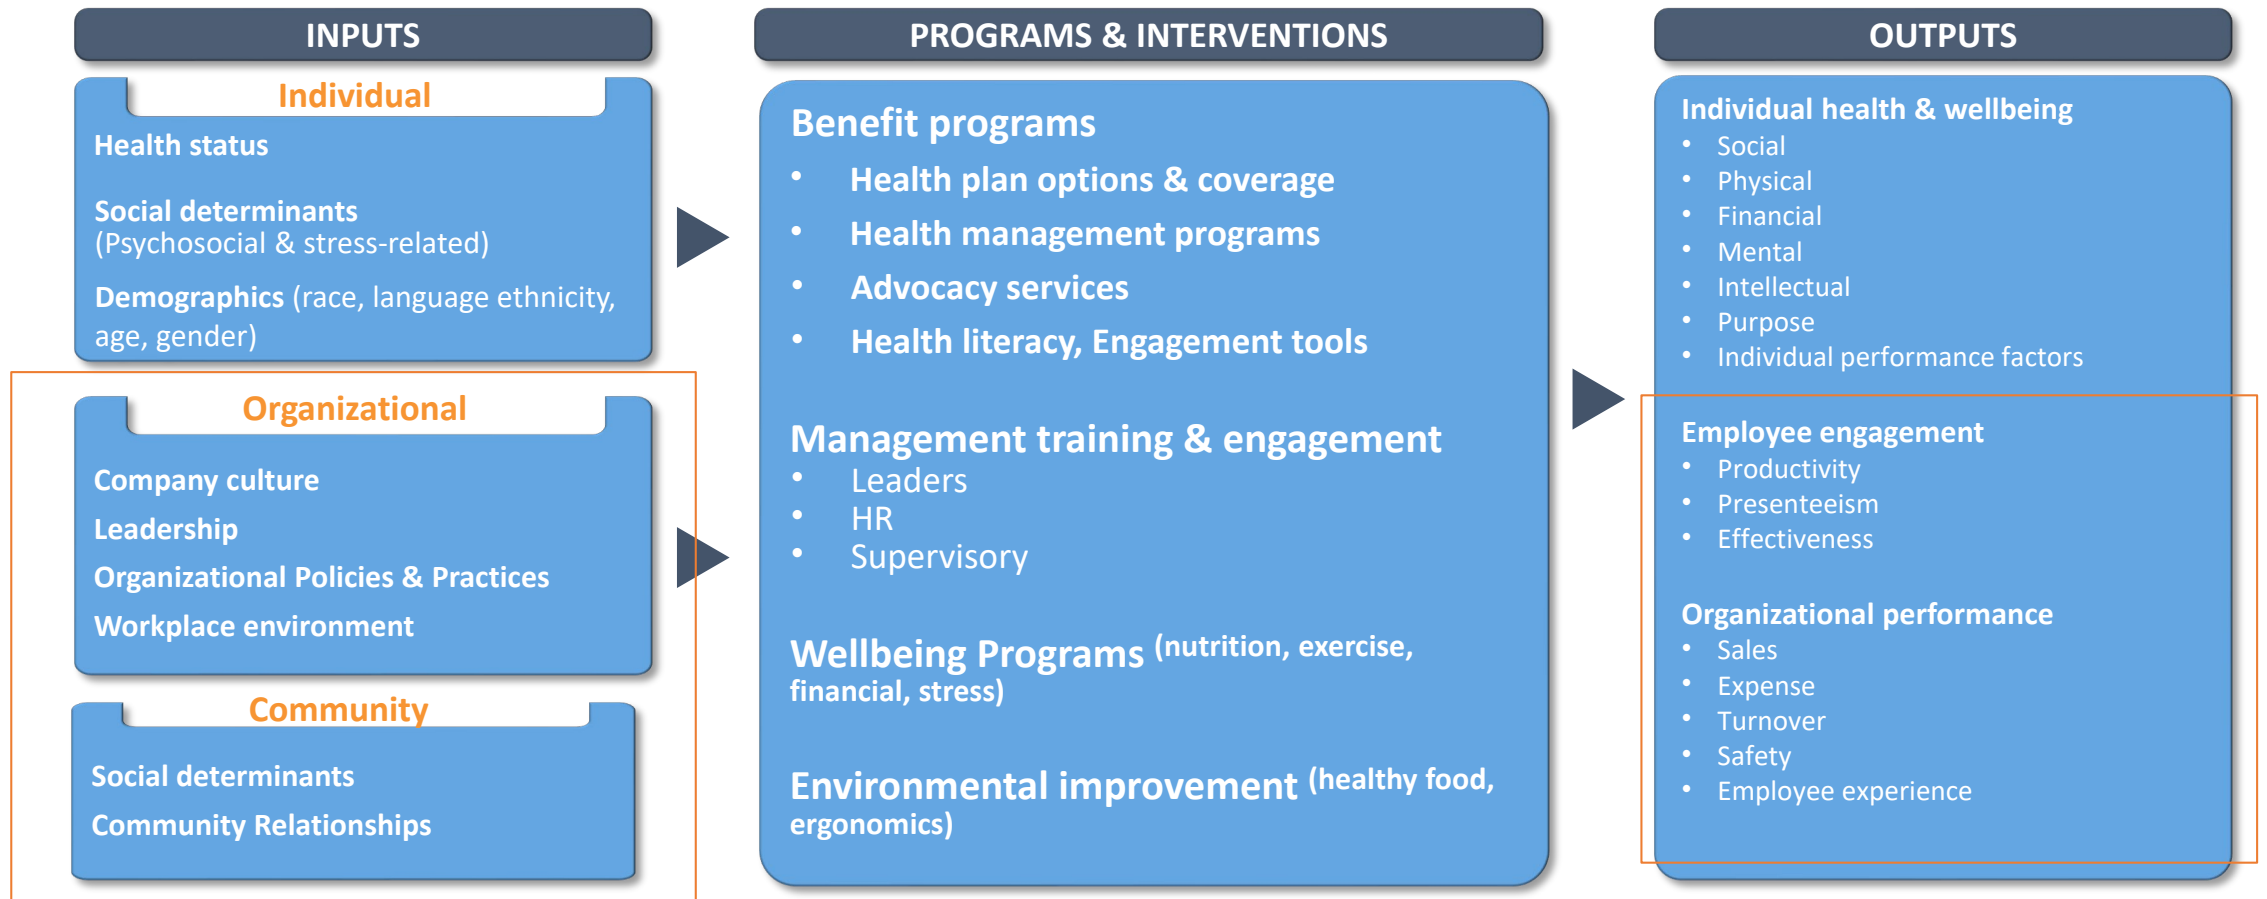 INPUTS
Individual
Health status
Social determinants
(Psychosocial & stress-related)
Demographics (race, language ethnicity,
age, gender)
Organizational
Company culture
Leadership
Organizational Policies & Practices
Workplace environment
Community
Social determinants
Community Relationships
PROGRAMS & INTERVENTIONS
Benefit programs
• Health plan options & coverage
• Health management programs
• Advocacy services
• Health literacy, Engagement tools
Management training & engagement
• Leaders
• HR
• Supervisory
Wellbeing Programs (nutrition, exercise,
financial, stress)
Environmental improvement (healthy food,
ergonomics)
OUTPUTS
Individual health & wellbeing
• Social
• Physical
• Financial
• Mental
• Intellectual
• Purpose
• Individual performance factors
Employee engagement
• Productivity
• Presenteeism
• Effectiveness
Organizational performance
• Sales
• Expense
• Turnover
• Safety
• Employee experience